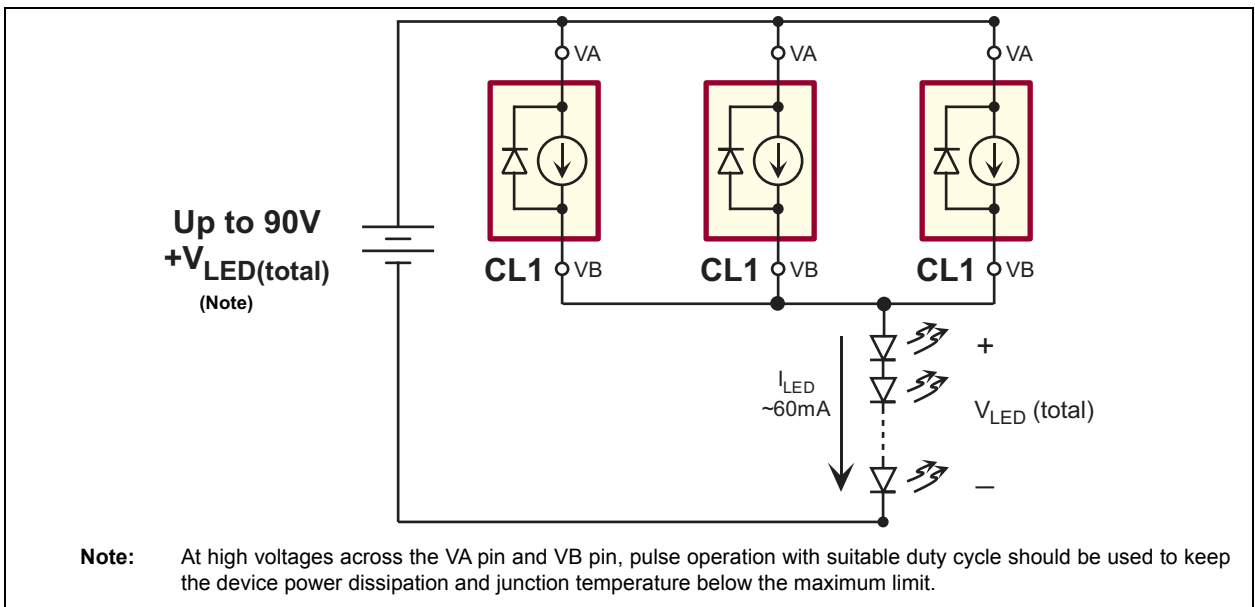 VA
VA
VA
Up to 90V
+VLED(total)
(Note)
CL1
VB
CL1
VB
CL1
VB
ILED
~60mA
+
VLED (total)
–
Note: At high voltages across the VA pin and VB pin, pulse operation with suitable duty cycle should be used to keep
the device power dissipation and junction temperature below the maximum limit.